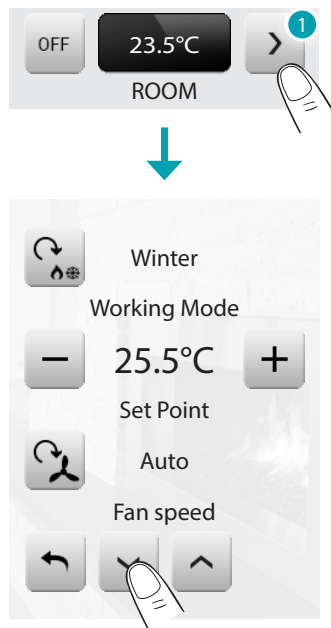 OFF 23.5°C > 1
ROOM
Winter
Working Mode
− 25.5°C +
Set Point
Auto
Fan speed